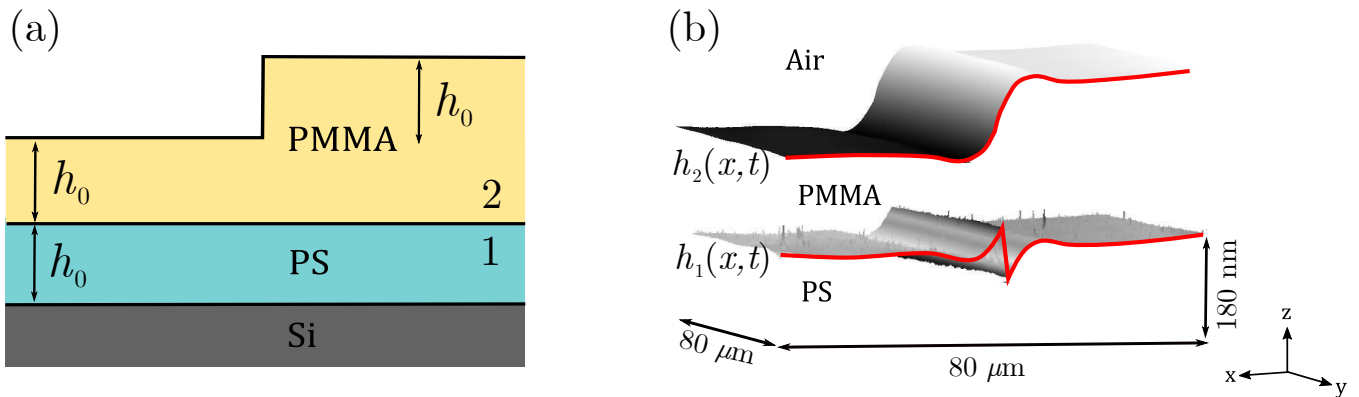 (a)
h₀
PMMA
h₀
2
PS
1
h₀
Si
(b)
Air
h₂(x,t)
PMMA
h₁(x,t)
PS
180 nm
80 μm
80 μm
z
x
y